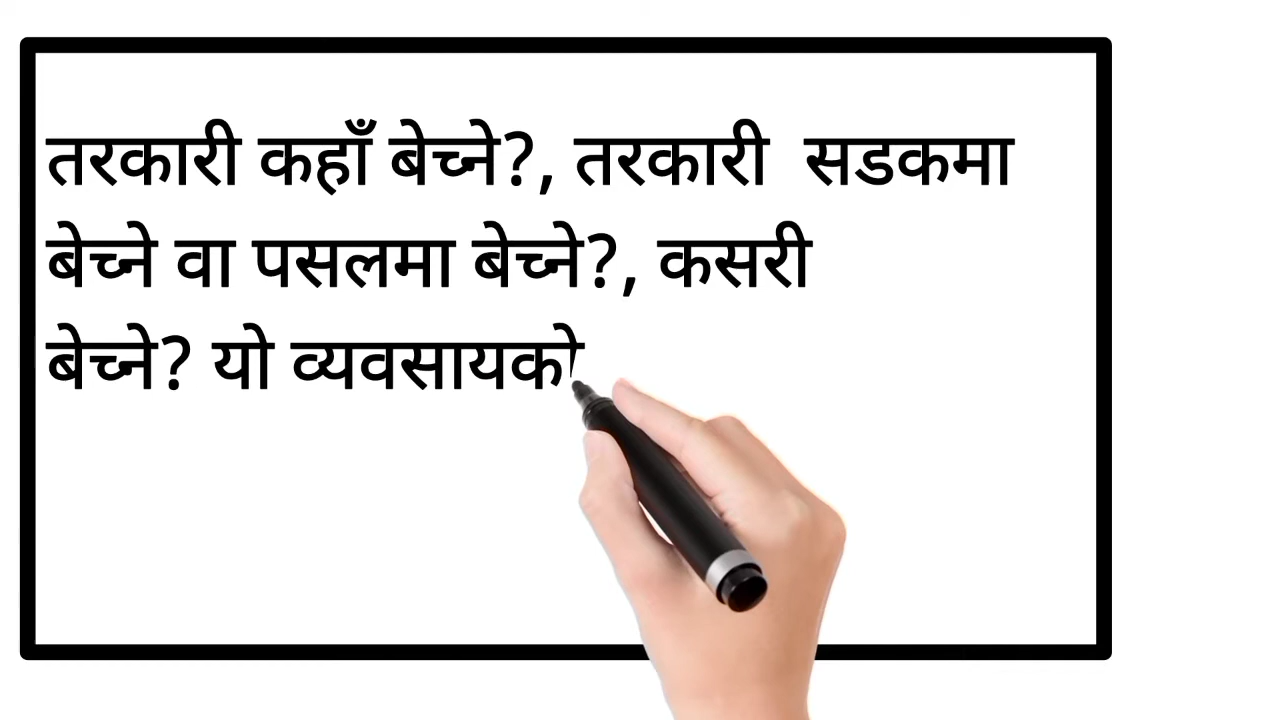 तरकारी कहाँ बेच्ने?, तरकारी  सडकमा
बेच्ने वा पसलमा बेच्ने?, कसरी
बेच्ने? यो व्यवसायको